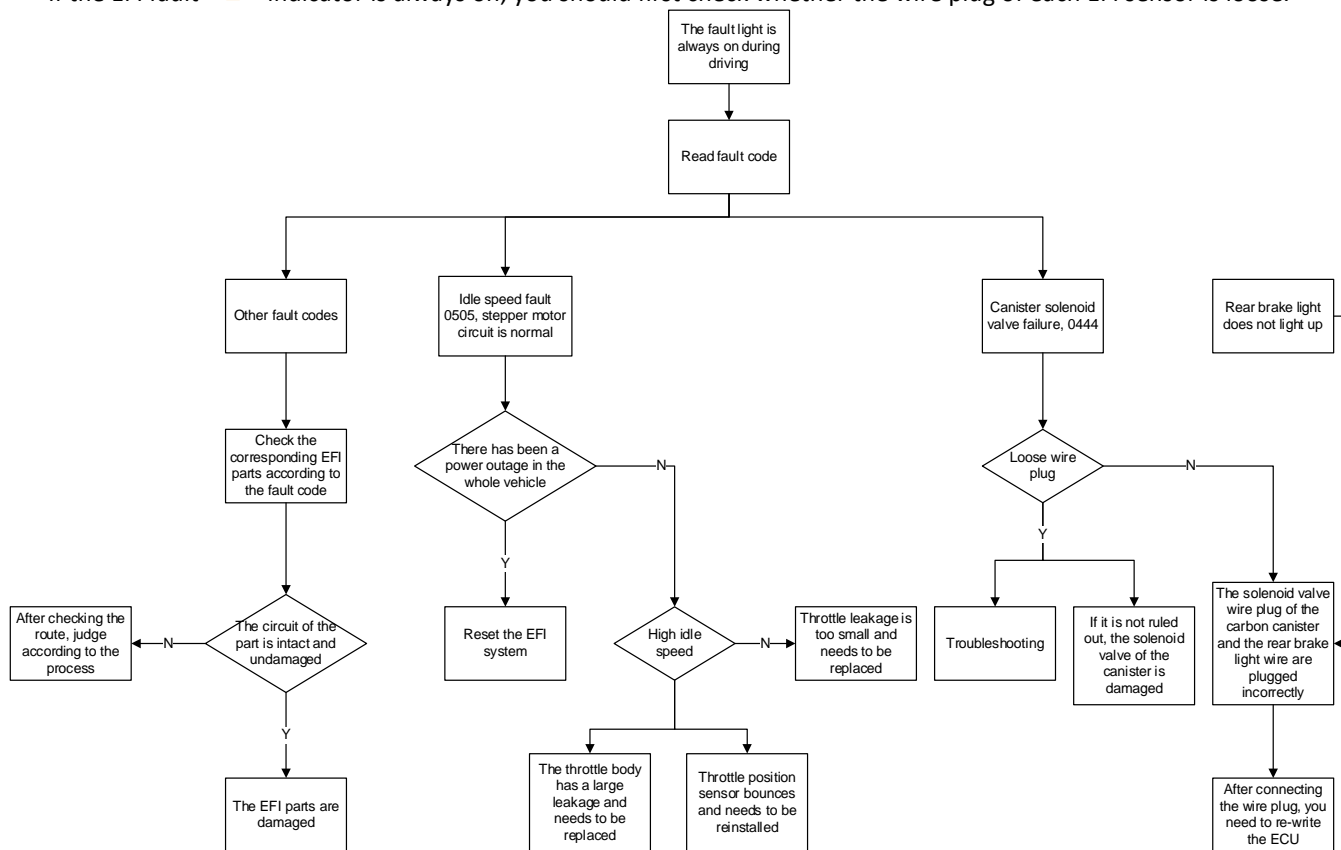 If the EFI fault indicator is always on, you should first check whether the wire plug of each EFI sensor is loose.
The fault light is
always on during
driving
Read fault code
Other fault codes
Idle speed fault
0505, stepper motor
circuit is normal
Canister solenoid
valve failure, 0444
Rear brake light
does not light up
Check the
corresponding EFI
parts according to
the fault code
There has been a
power outage in the
whole vehicle
N
Loose wire
plug
N
Y
Y
After checking the
route, judge
according to the
process
N
The circuit of the
part is intact and
undamaged
Reset the EFI
system
High idle
speed
N
Throttle leakage is
too small and
needs to be
replaced
Troubleshooting
If it is not ruled
out, the solenoid
valve of the
canister is
damaged
The solenoid valve
wire plug of the
carbon canister
and the rear brake
light wire are
plugged
incorrectly
Y
The EFI parts are
damaged
The throttle body
has a large
leakage and
needs to be
replaced
Throttle position
sensor bounces
and needs to be
reinstalled
After connecting
the wire plug, you
need to re-write
the ECU